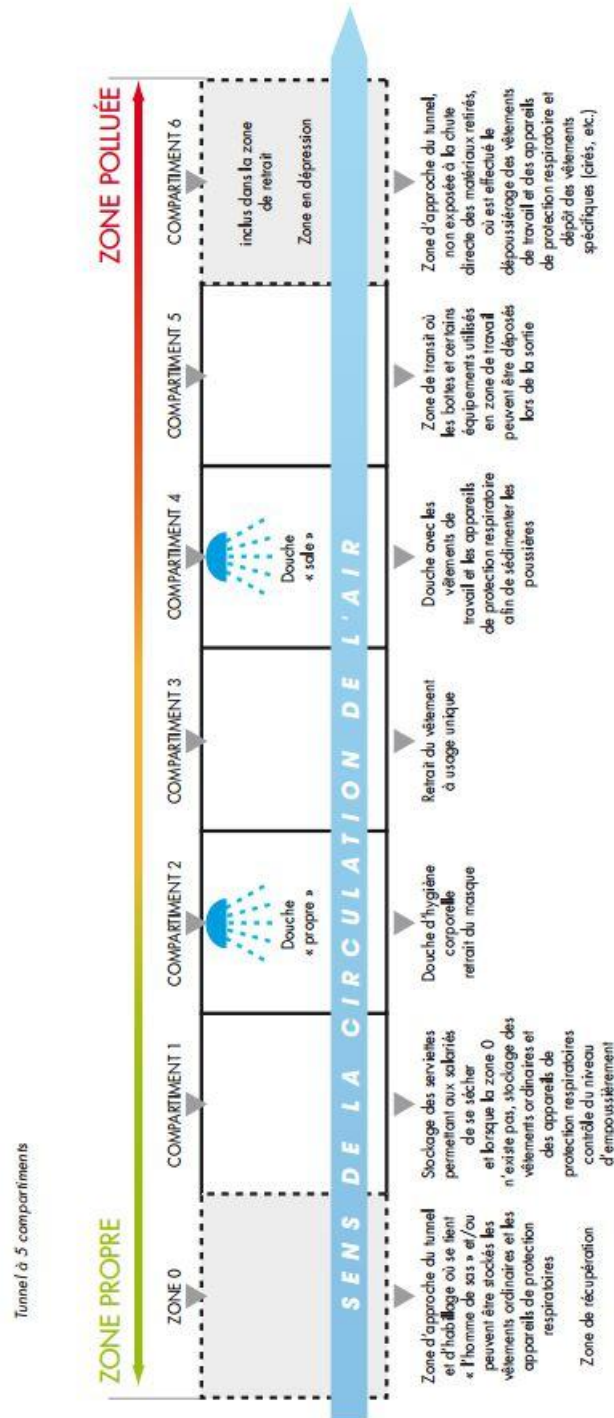 Tunnel à 5 compartiments
ZONE PROPRE
ZONE POLLUÉE
ZONE 0
COMPARTIMENT 1
COMPARTIMENT 2
COMPARTIMENT 3
COMPARTIMENT 4
COMPARTIMENT 5
COMPARTIMENT 6
Douche
« propre »
Douche
« sale »
inclus dans la zone
de retrait
Zone en dépression
SENS DE LA CIRCULATION DE L'AIR
Zone d'approche du tunnel
et d'habillage où se tient
« l'homme de sas » et/ou
peuvent être stockés les
vêtements ordinaires et les
appareils de protection
respiratoires
Zone de récupération
Stockage des serviettes
permettant aux salariés
de se sécher
et lorsque la zone 0
n'existe pas, stockage des
vêtements ordinaires et
des appareils de
protection respiratoires
contrôle du niveau
d'empoussièrement
Douche d'hygiène
corporelle
retrait du masque
Retrait du vêtement
à usage unique
Douche avec les
vêtements de
travail et les appareils
de protection respiratoire
afin de sédimenter les
poussières
Zone de transit où
les bottes et certains
équipements utilisés
en zone de travail
peuvent être déposés
lors de la sortie
Zone d'approche du tunnel,
non exposée à la chute
directe des matériaux retirés,
où est effectué le
dépoussiérage des vêtements
de travail et des appareils
de protection respiratoire et
dépôt des vêtements
spécifiques (cirés, etc.)